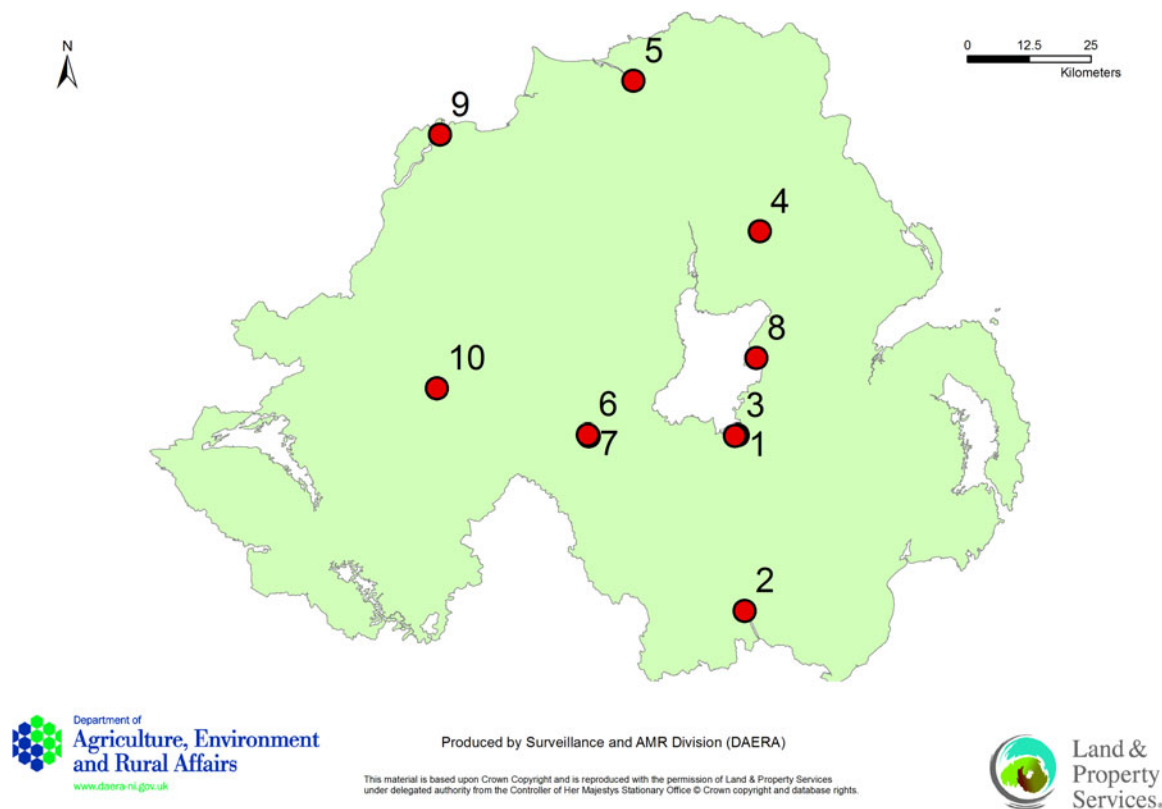 N
0 12.5 25
Kilometers
5
9
4
8
10
3
6
7
1
2
Department of
Agriculture, Environment
and Rural Affairs
www.daera-ni.gov.uk
Produced by Surveillance and AMR Division (DAERA)
This material is based upon Crown Copyright and is reproduced with the permission of Land & Property Services
under delegated authority from the Controller of Her Majestys Stationary Office © Crown copyright and database rights.
Land &
Property
Services